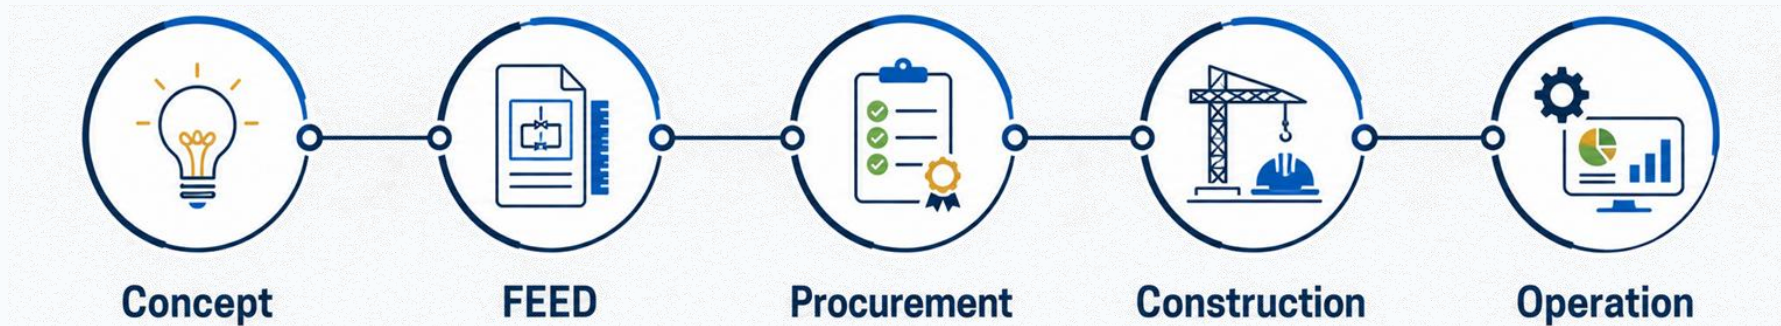 Concept
FEED
Procurement
Construction
Operation